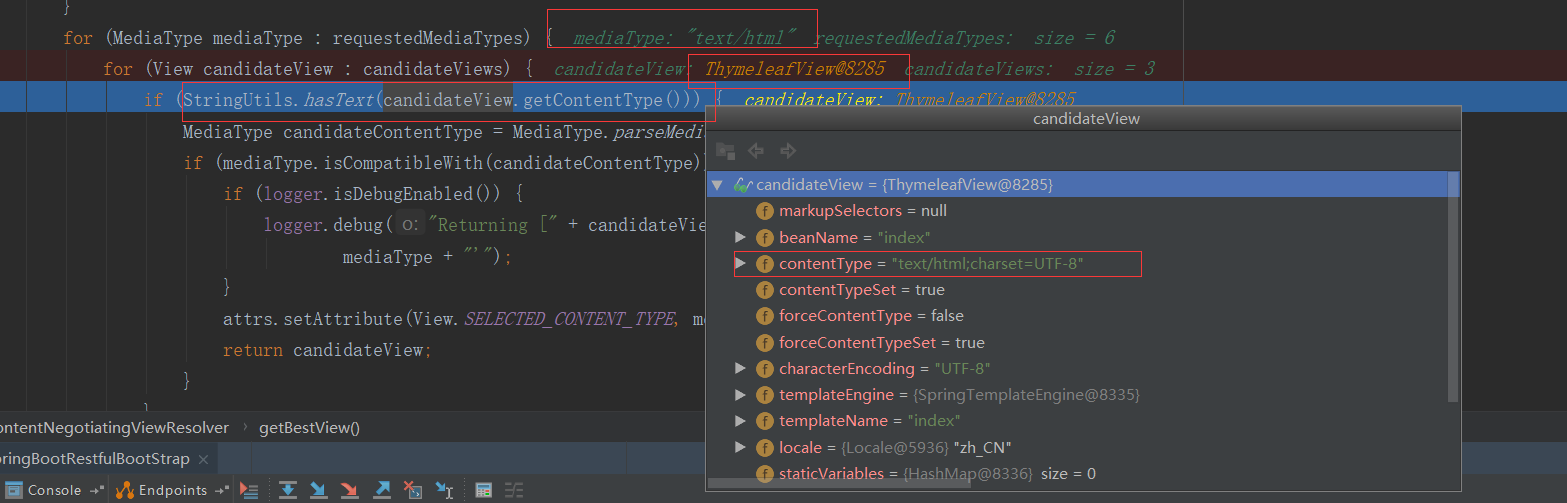 }
for (MediaType mediaType : requestedMediaTypes) { mediaType: "text/html" requestedMediaTypes: size = 6
for (View candidateView : candidateViews) { candidateView: ThymeleafView@8285 candidateViews: size = 3
if (StringUtils.hasText(candidateView.getContentType())) { candidateView: ThymeleafView@8285
MediaType candidateContentType = MediaType.parseMedi
if (mediaType.isCompatibleWith(candidateContentType))
if (logger.isDebugEnabled()) {
logger.debug( o: "Returning [" + candidateVie
mediaType + "'");
}
attrs.setAttribute(View.SELECTED_CONTENT_TYPE, me
return candidateView;
}
}
candidateView
candidateView = {ThymeleafView@8285}
f markupSelectors = null
f beanName = "index"
f contentType = "text/html;charset=UTF-8"
f contentTypeSet = true
f forceContentType = false
f forceContentTypeSet = true
f characterEncoding = "UTF-8"
f templateEngine = {SpringTemplateEngine@8335}
f templateName = "index"
f locale = {Locale@5936} "zh_CN"
f staticVariables = {HashMap@8336} size = 0
ontentNegotiatingViewResolver › getBestView()
pringBootRestfulBootStrap ×
Console Endpoints